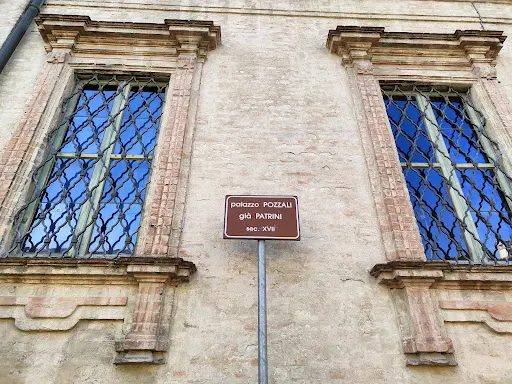 palazzo POZZALI
già PATRINI
sec. XVII